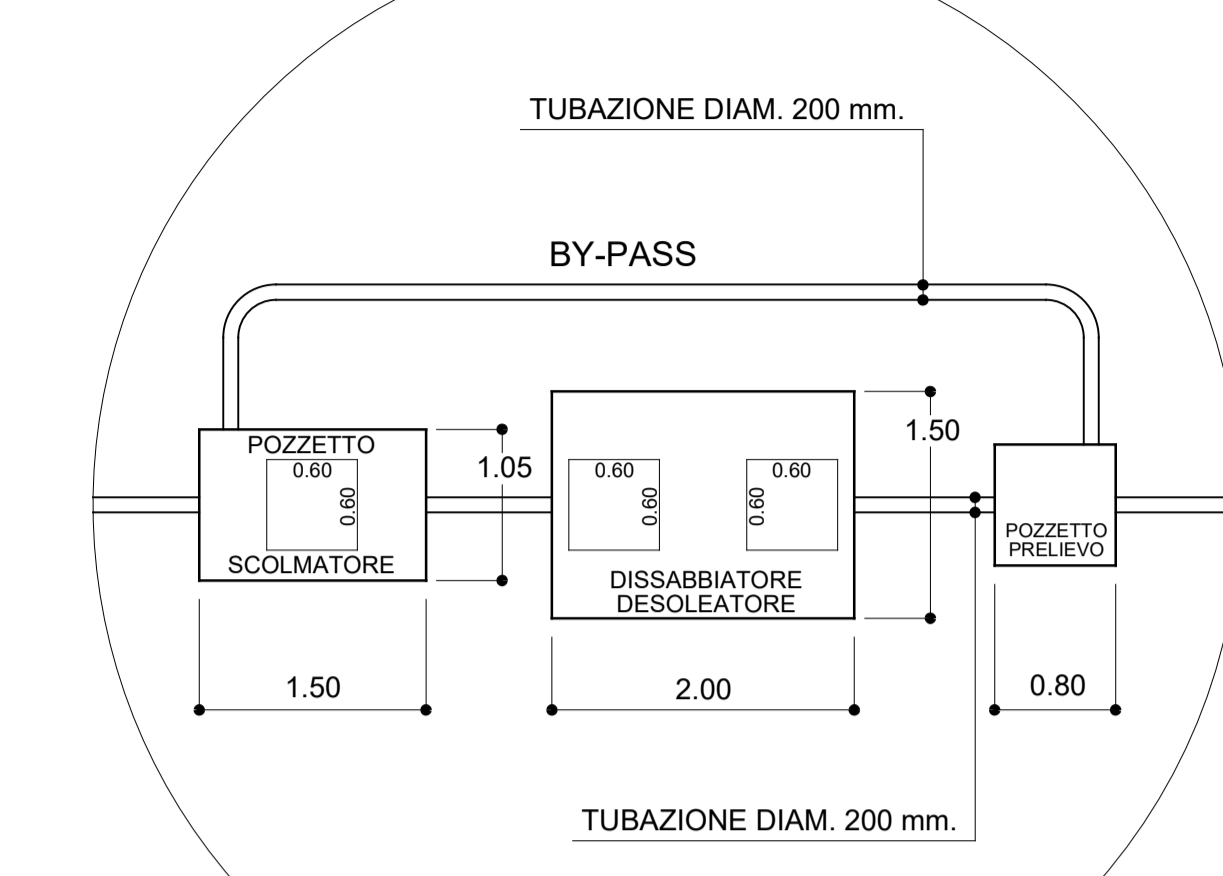 TUBAZIONE DIAM. 200 mm.
BY-PASS
POZZETTO
0.60
0.60
SCOLMATORE
1.05
0.60
0.60
0.60
0.60
DISSABBIATORE
DESOLEATORE
1.50
POZZETTO
PRELIEVO
1.50
2.00
0.80
TUBAZIONE DIAM. 200 mm.